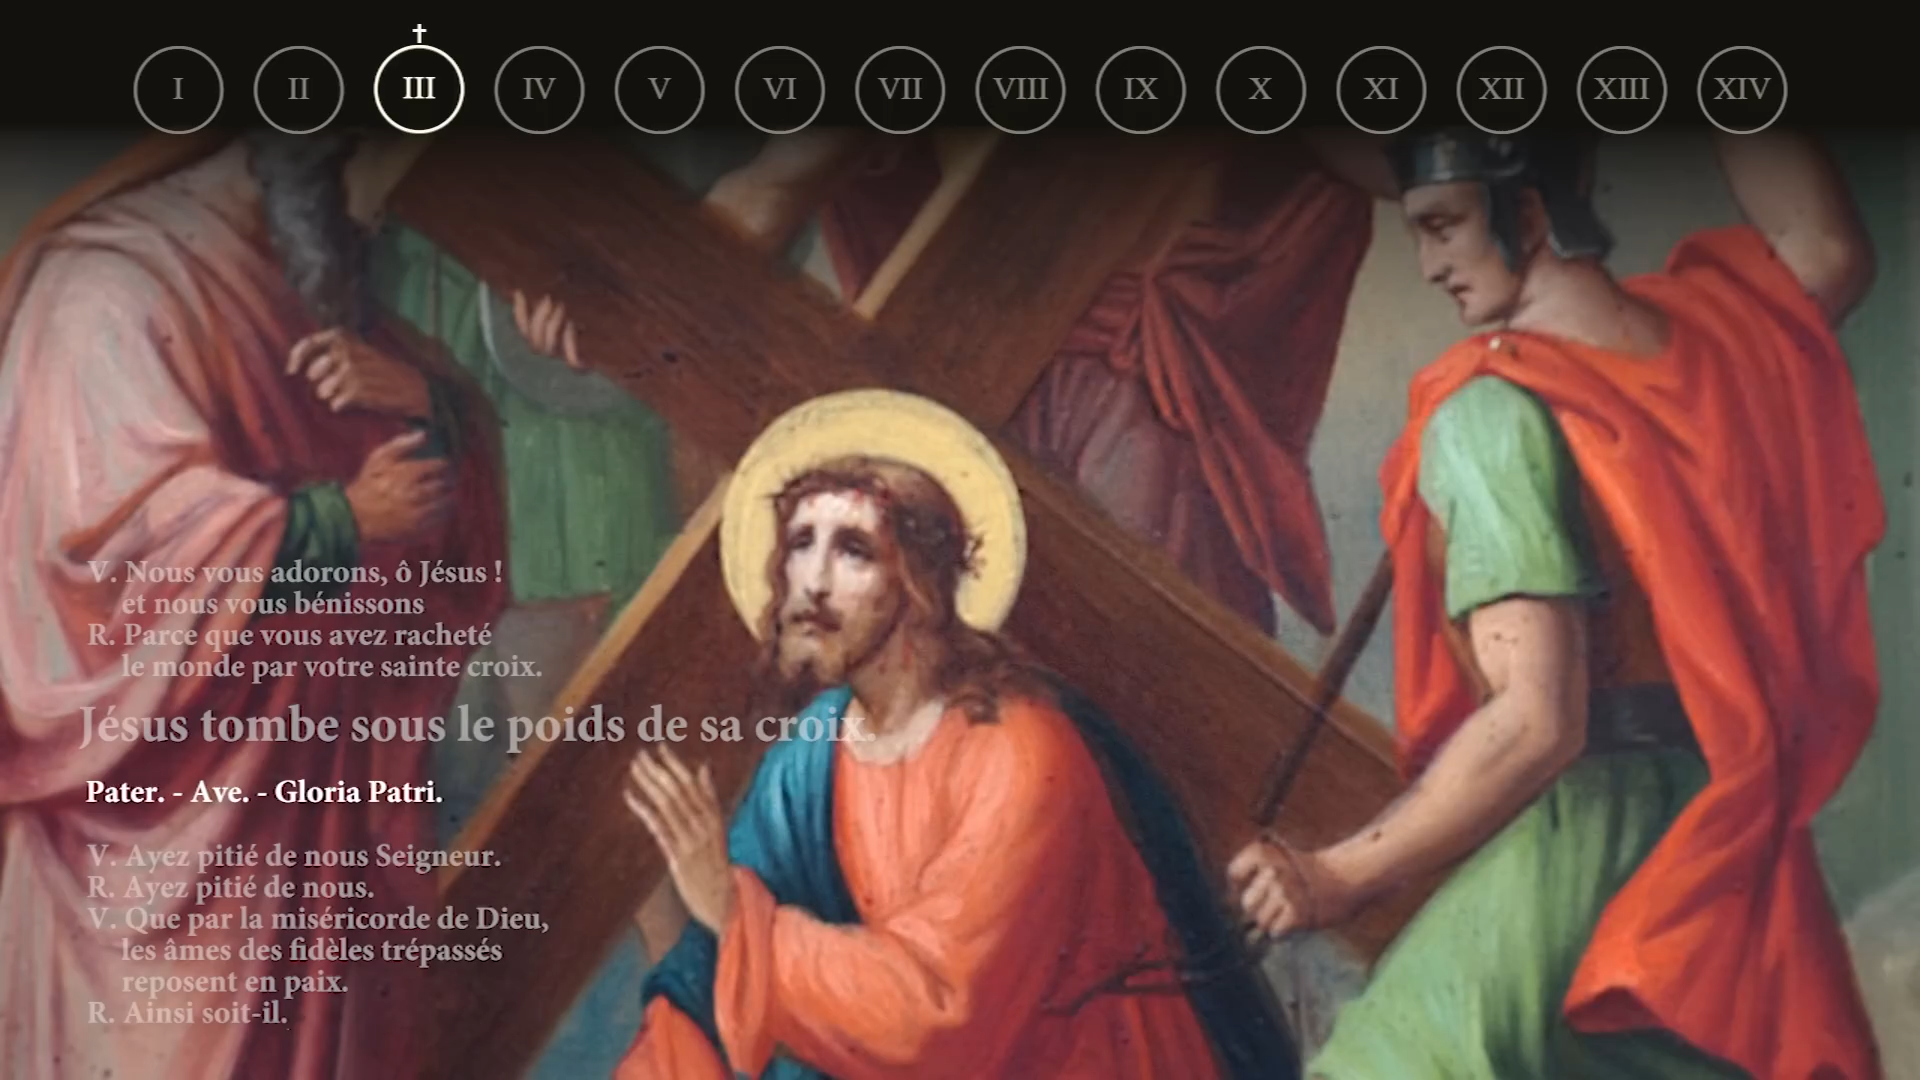 †
I II III IV V VI VII VIII IX X XI XII XIII XIV
V. Nous vous adorons, ô Jésus !
et nous vous bénissons
R. Parce que vous avez racheté
le monde par votre sainte croix.
Jésus tombe sous le poids de sa croix.
Pater. - Ave. - Gloria Patri.
V. Ayez pitié de nous Seigneur.
R. Ayez pitié de nous.
V. Que par la miséricorde de Dieu,
les âmes des fidèles trépassés
reposent en paix.
R. Ainsi soit-il.